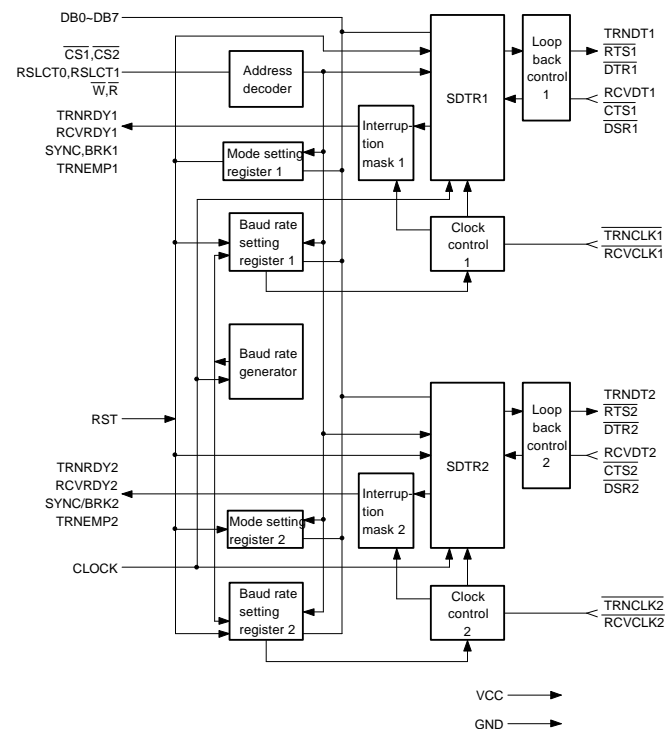 DB0~DB7
CS1,CS2
RSLCT0,RSLCT1
W,R
Address
decoder
SDTR1
Loop
back
control
1
TRNDT1
RTS1
DTR1
RCVDT1
CTS1
DSR1
TRNRDY1
RCVRDY1
SYNC,BRK1
TRNEMP1
Interrup
tion
mask 1
Mode setting
register 1
Baud rate
setting
register 1
Clock
control
1
TRNCLK1
RCVCLK1
Baud rate
generator
RST
SDTR2
Loop
back
control
2
TRNDT2
RTS2
DTR2
RCVDT2
CTS2
DSR2
TRNRDY2
RCVRDY2
SYNC/BRK2
TRNEMP2
Interrup
tion
mask 2
Mode setting
register 2
CLOCK
Baud rate
setting
register 2
Clock
control
2
TRNCLK2
RCVCLK2
VCC
GND